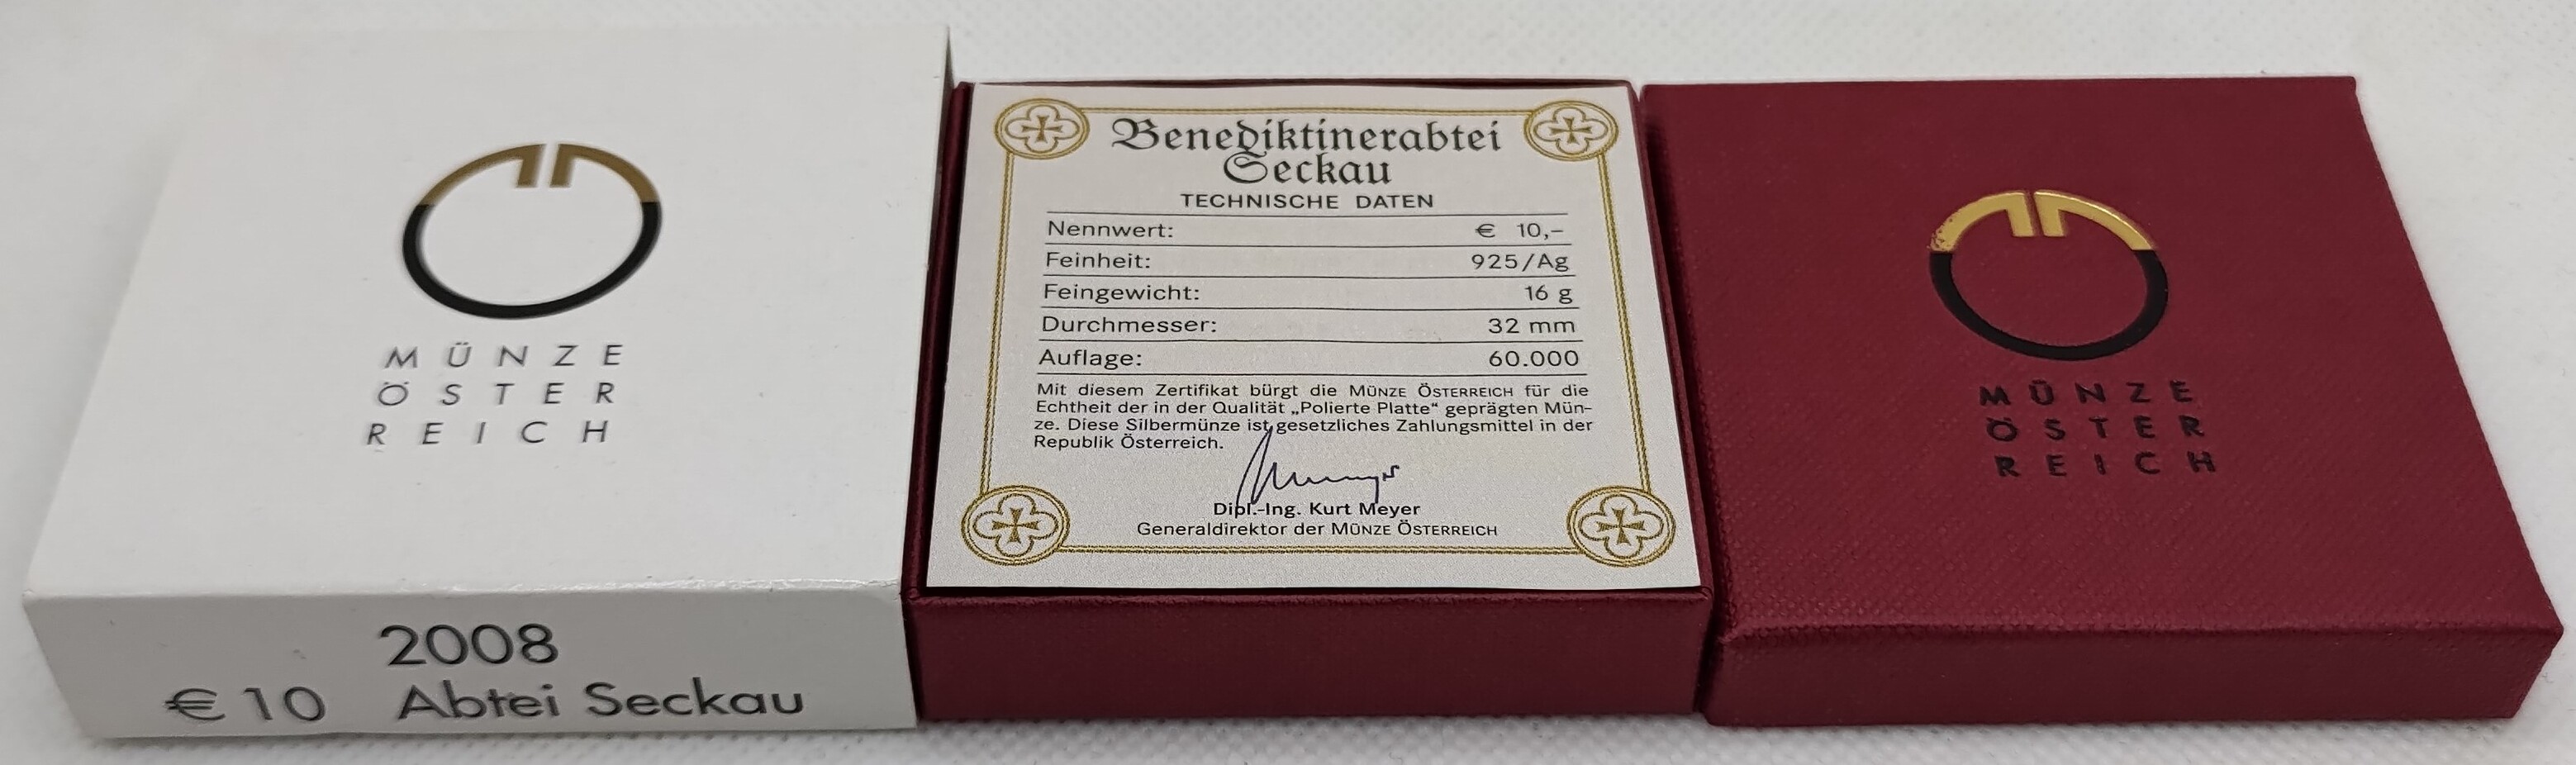 MÜNZE
ÖSTER
REICH
2008
€ 10 Abtei Seckau
Benediktinerabtei
Seckau
TECHNISCHE DATEN
Nennwert: € 10,–
Feinheit: 925/Ag
Feingewicht: 16 g
Durchmesser: 32 mm
Auflage: 60.000
Mit diesem Zertifikat bürgt die MÜNZE ÖSTERREICH für die
Echtheit der in der Qualität „Polierte Platte“ geprägten Mün-
ze. Diese Silbermünze ist gesetzliches Zahlungsmittel in der
Republik Österreich.
Dipl.-Ing. Kurt Meyer
Generaldirektor der MÜNZE ÖSTERREICH
MÜNZE
ÖSTER
REICH